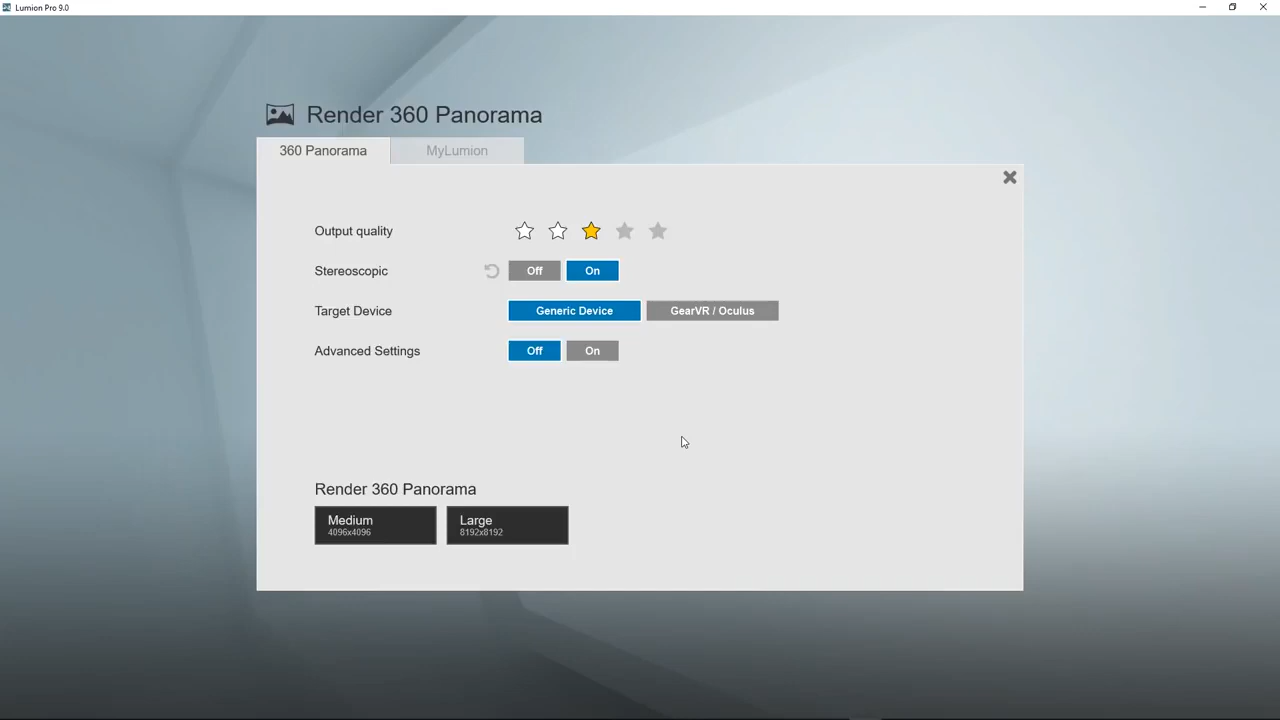 Lumion Pro 9.0
Render 360 Panorama
360 Panorama MyLumion
Output quality
Stereoscopic Off On
Target Device Generic Device GearVR / Oculus
Advanced Settings Off On
Render 360 Panorama
Medium Large
4096x4096 8192x8192